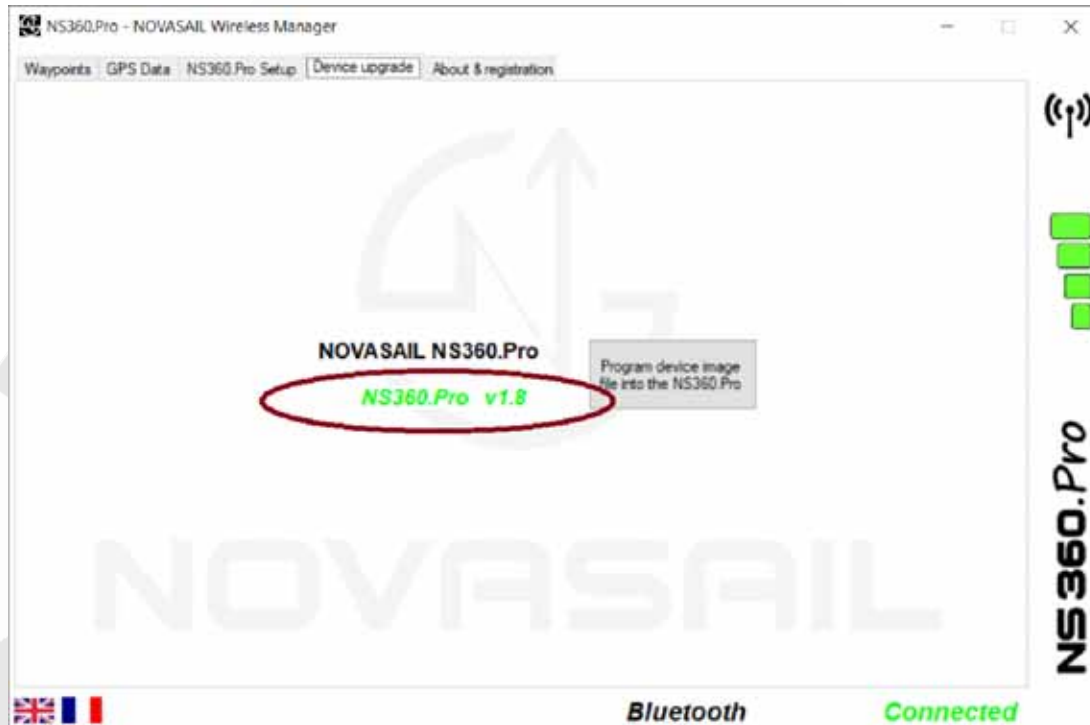 NS360.Pro - NOVASAIL Wireless Manager
Waypoints GPS Data NS360.Pro Setup Device upgrade About & registration
NOVASAIL NS360.Pro
NS360.Pro v1.8
Program device image
file into the NS360.Pro
NOVASAIL
NS360.Pro
Bluetooth Connected